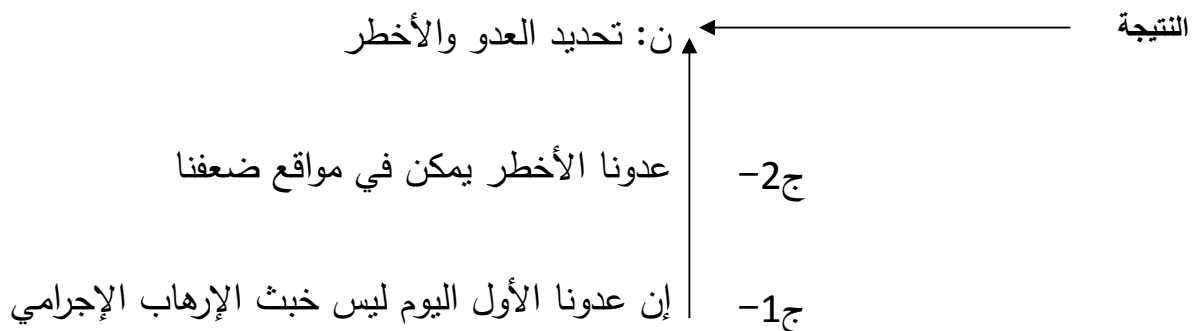 النتيجة
ن: تحديد العدو والأخطر
ج2- عدونا الأخطر يمكن في مواقع ضعفنا
ج1- إن عدونا الأول اليوم ليس خبث الإرهاب الإجرامي